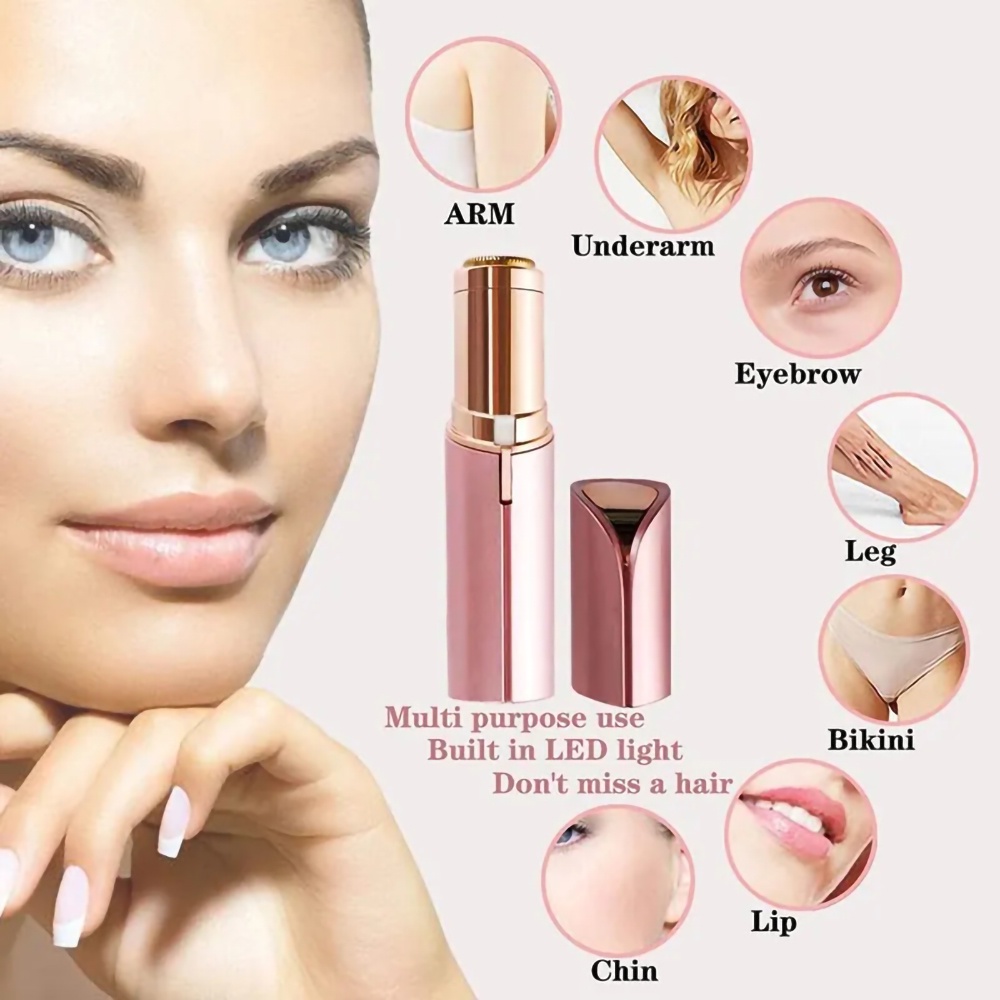 ARM
Underarm
Eyebrow
Leg
Bikini
Multi purpose use
Built in LED light
Don't miss a hair
Lip
Chin